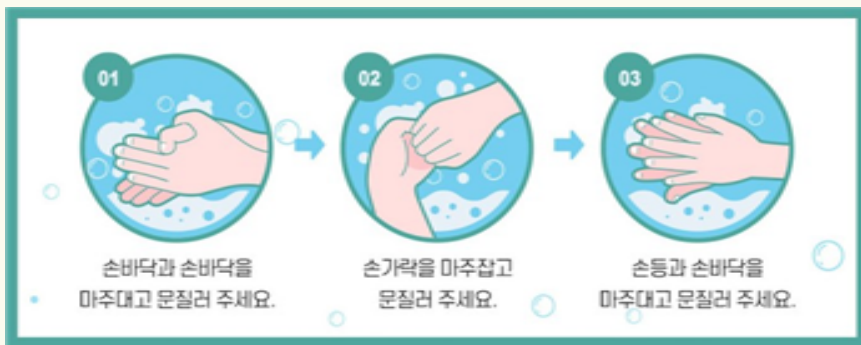 01
손바닥과 손바닥을
마주대고 문질러 주세요.
02
손가락을 마주잡고
문질러 주세요.
03
손등과 손바닥을
마주대고 문질러 주세요.